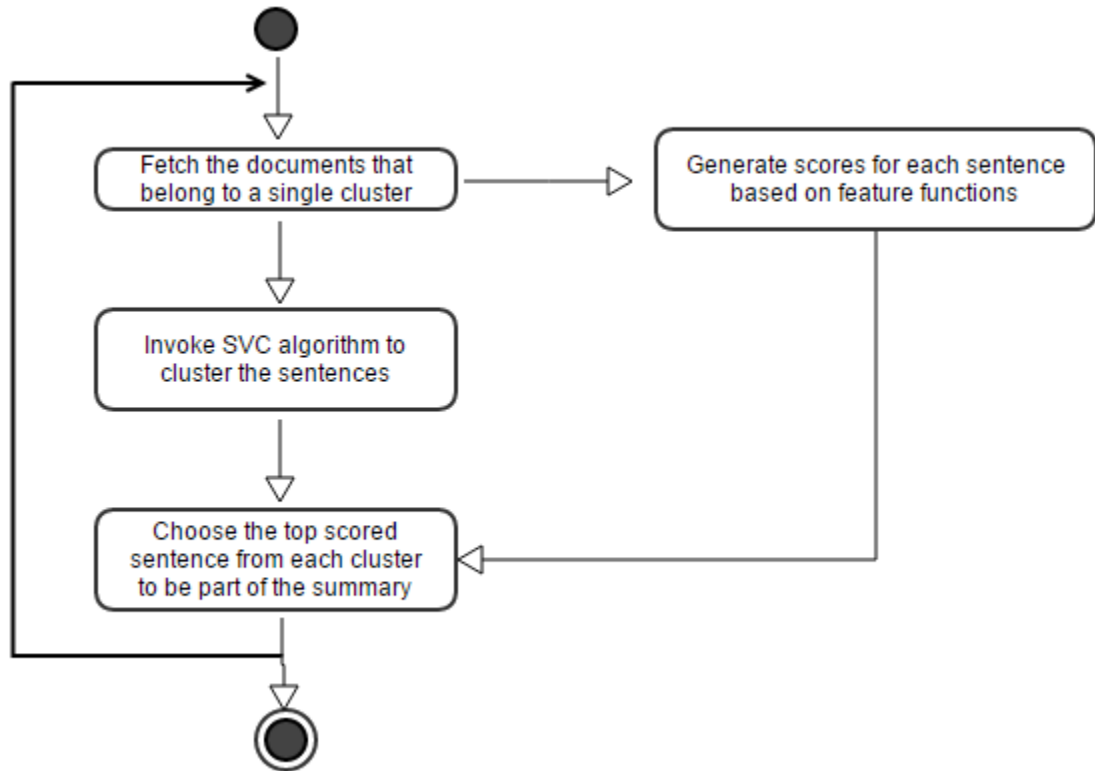 Fetch the documents that
belong to a single cluster
Generate scores for each sentence
based on feature functions
Invoke SVC algorithm to
cluster the sentences
Choose the top scored
sentence from each cluster
to be part of the summary